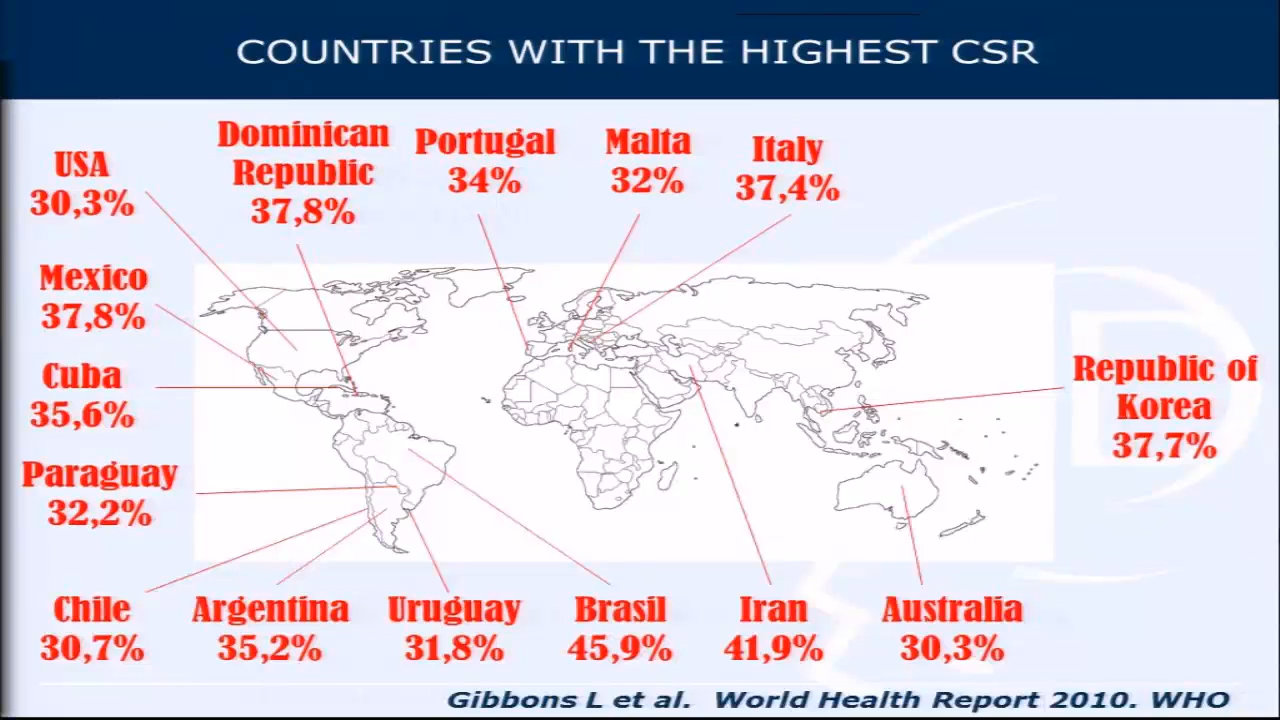 COUNTRIES WITH THE HIGHEST CSR
USA
30,3%
Dominican
Republic
37,8%
Portugal
34%
Malta
32%
Italy
37,4%
Mexico
37,8%
Cuba
35,6%
Republic of
Korea
37,7%
Paraguay
32,2%
Chile
30,7%
Argentina
35,2%
Uruguay
31,8%
Brasil
45,9%
Iran
41,9%
Australia
30,3%
Gibbons L et al. World Health Report 2010. WHO